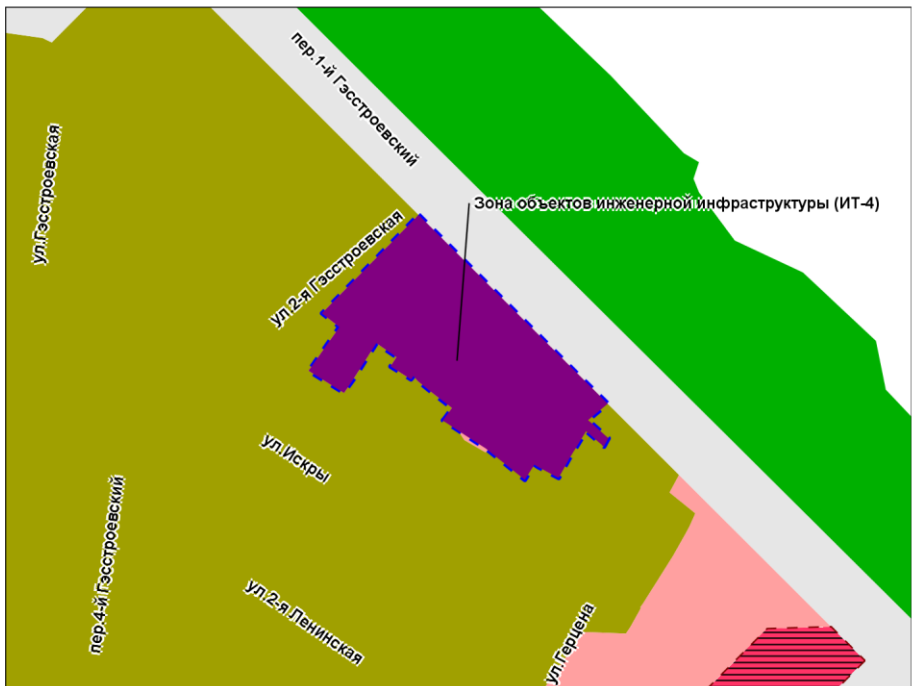 пер.1-й Гэсстроевский
ул.Гэсстроевская
Зона объектов инженерной инфраструктуры (ИТ-4)
ул.2-я Гэсстроевская
ул.Искры
пер.4-й Гэсстроевский
ул.2-я Ленинская
ул.Герцена